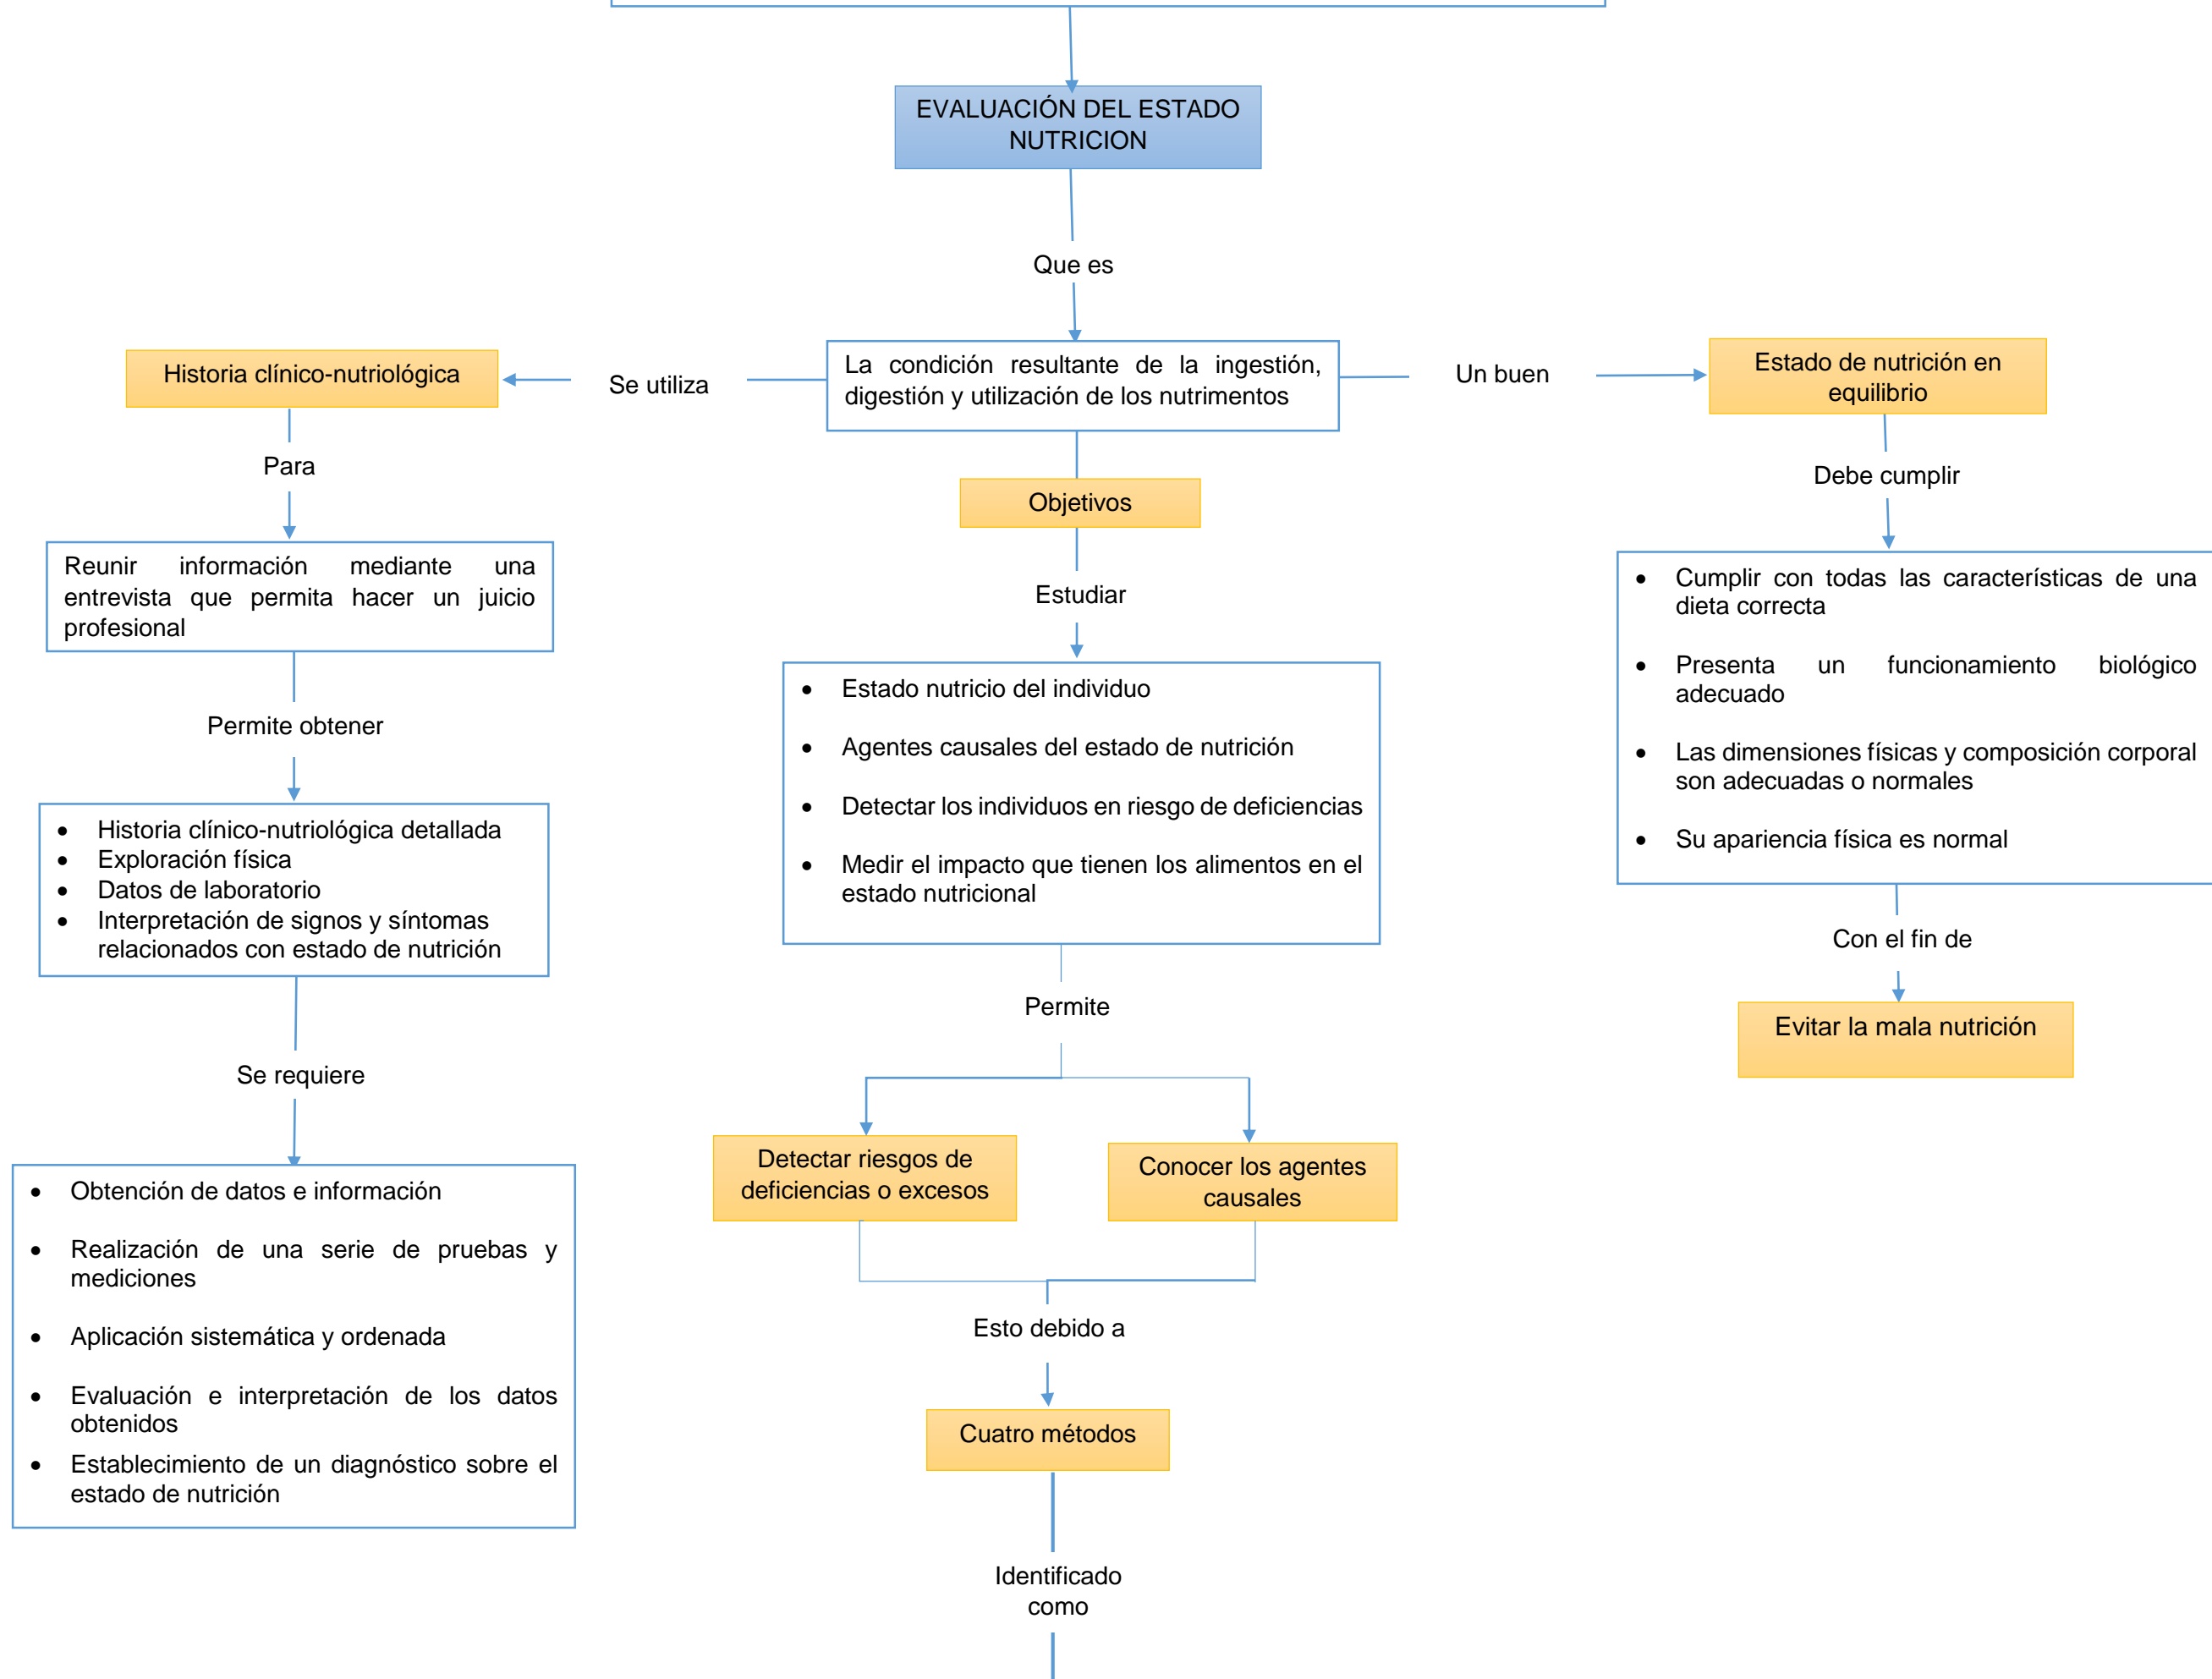 EVALUACIÓN DEL ESTADO
NUTRICION
Que es
La condición resultante de la ingestión,
digestión y utilización de los nutrimentos
Se utiliza
Historia clínico-nutriológica
Para
Reunir información mediante una
entrevista que permita hacer un juicio
profesional
Permite obtener
• Historia clínico-nutriológica detallada
• Exploración física
• Datos de laboratorio
• Interpretación de signos y síntomas
relacionados con estado de nutrición
Se requiere
• Obtención de datos e información
• Realización de una serie de pruebas y
mediciones
• Aplicación sistemática y ordenada
• Evaluación e interpretación de los datos
obtenidos
• Establecimiento de un diagnóstico sobre el
estado de nutrición
Objetivos
Estudiar
• Estado nutricio del individuo
• Agentes causales del estado de nutrición
• Detectar los individuos en riesgo de deficiencias
• Medir el impacto que tienen los alimentos en el
estado nutricional
Permite
Detectar riesgos de
deficiencias o excesos
Conocer los agentes
causales
Esto debido a
Cuatro métodos
Identificado
como
Un buen
Estado de nutrición en
equilibrio
Debe cumplir
• Cumplir con todas las características de una
dieta correcta
• Presenta un funcionamiento biológico
adecuado
• Las dimensiones físicas y composición corporal
son adecuadas o normales
• Su apariencia física es normal
Con el fin de
Evitar la mala nutrición